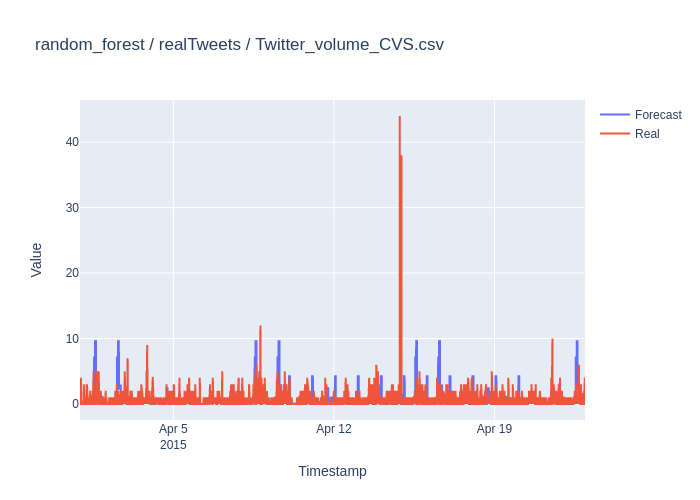 random_forest / realTweets / Twitter_volume_CVS.csv
Forecast
Real
40
30
20
10
0
Value
Apr 5
2015
Apr 12
Apr 19
Timestamp